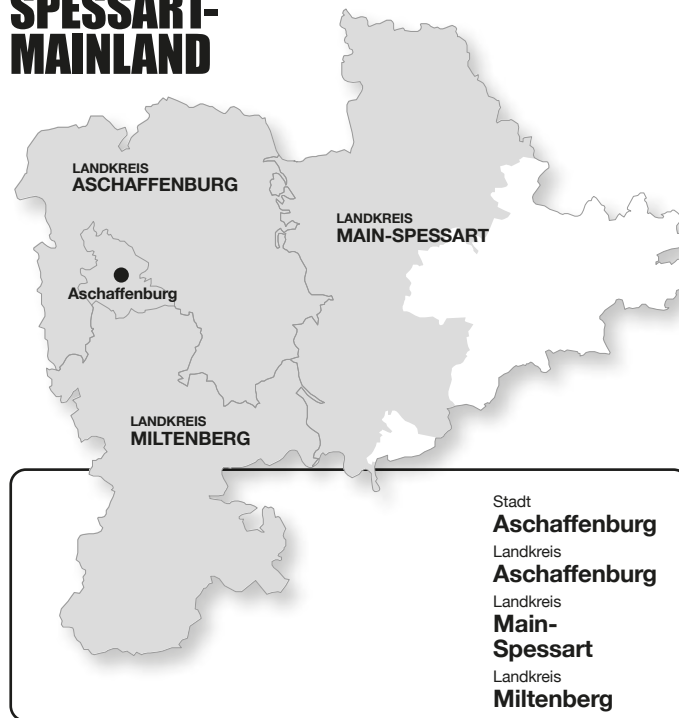 SPESSART-
MAINLAND
LANDKREIS
ASCHAFFENBURG
LANDKREIS
MAIN-SPESSART
Aschaffenburg
LANDKREIS
MILTENBERG
Stadt
Aschaffenburg
Landkreis
Aschaffenburg
Landkreis
Main-
Spessart
Landkreis
Miltenberg